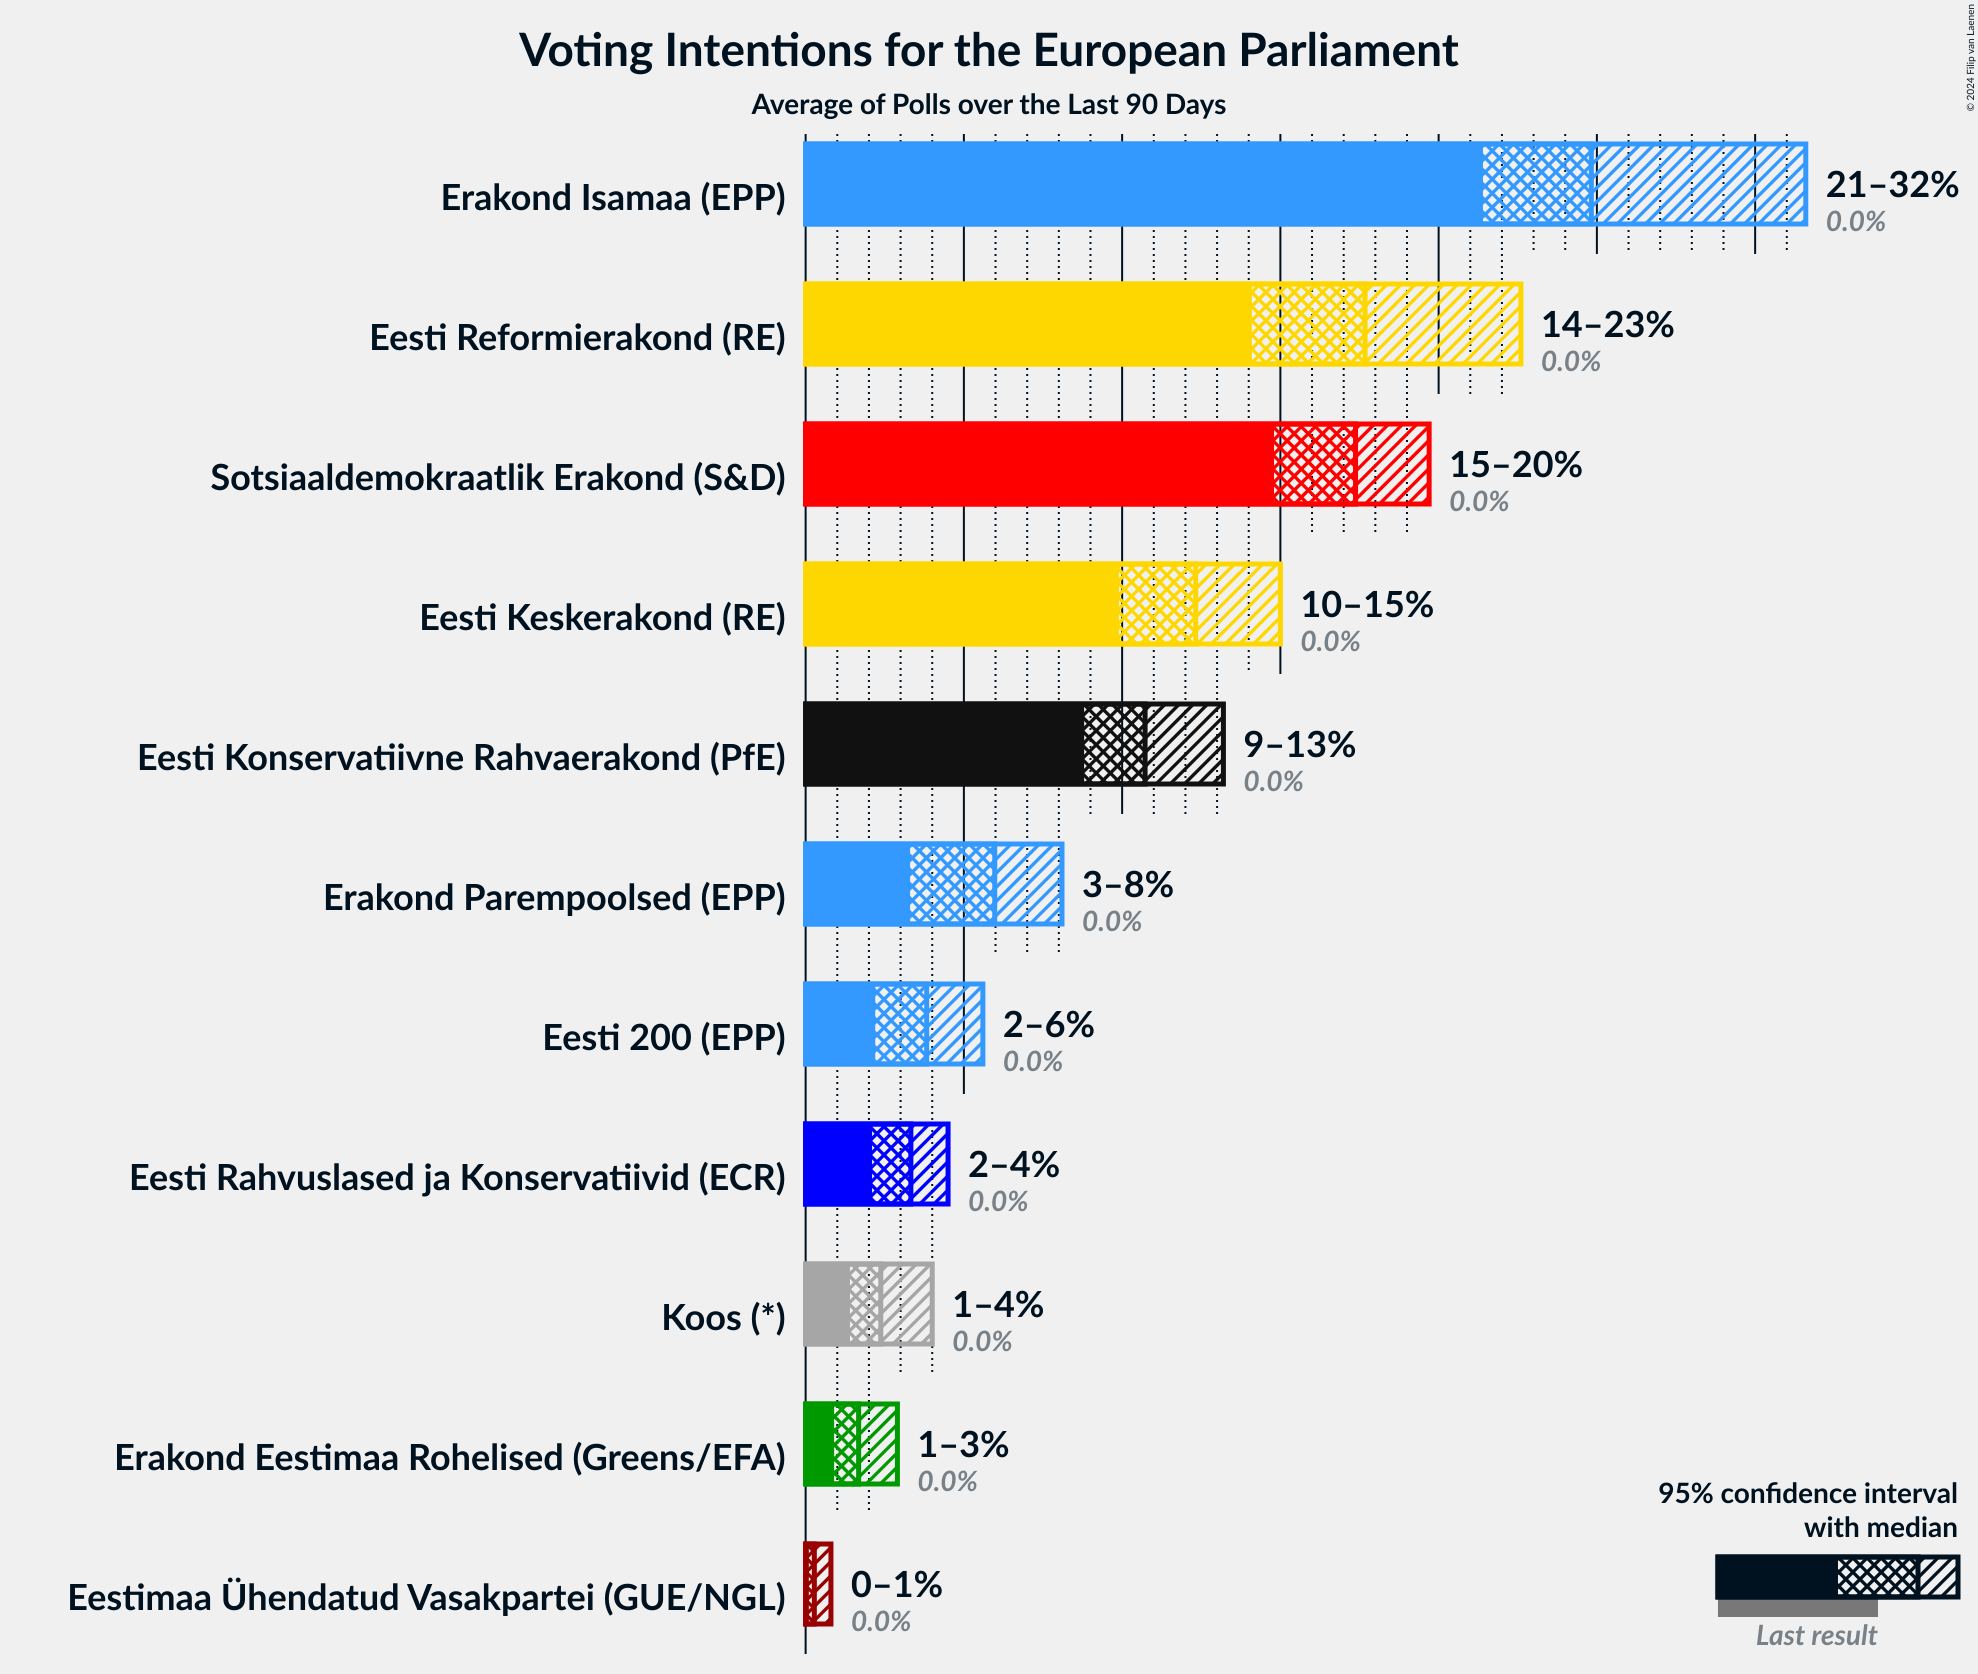 Voting Intentions for the European Parliament
Average of Polls over the Last 90 Days
© 2024 Filip van Laenen
Erakond Isamaa (EPP)
21–32%
0.0%
Eesti Reformierakond (RE)
14–23%
0.0%
Sotsiaaldemokraatlik Erakond (S&D)
15–20%
0.0%
Eesti Keskerakond (RE)
10–15%
0.0%
Eesti Konservatiivne Rahvaerakond (PfE)
9–13%
0.0%
Erakond Parempoolsed (EPP)
3–8%
0.0%
Eesti 200 (EPP)
2–6%
0.0%
Eesti Rahvuslased ja Konservatiivid (ECR)
2–4%
0.0%
Koos (*)
1–4%
0.0%
Erakond Eestimaa Rohelised (Greens/EFA)
1–3%
0.0%
Eestimaa Ühendatud Vasakpartei (GUE/NGL)
0–1%
0.0%
95% confidence interval
with median
Last result